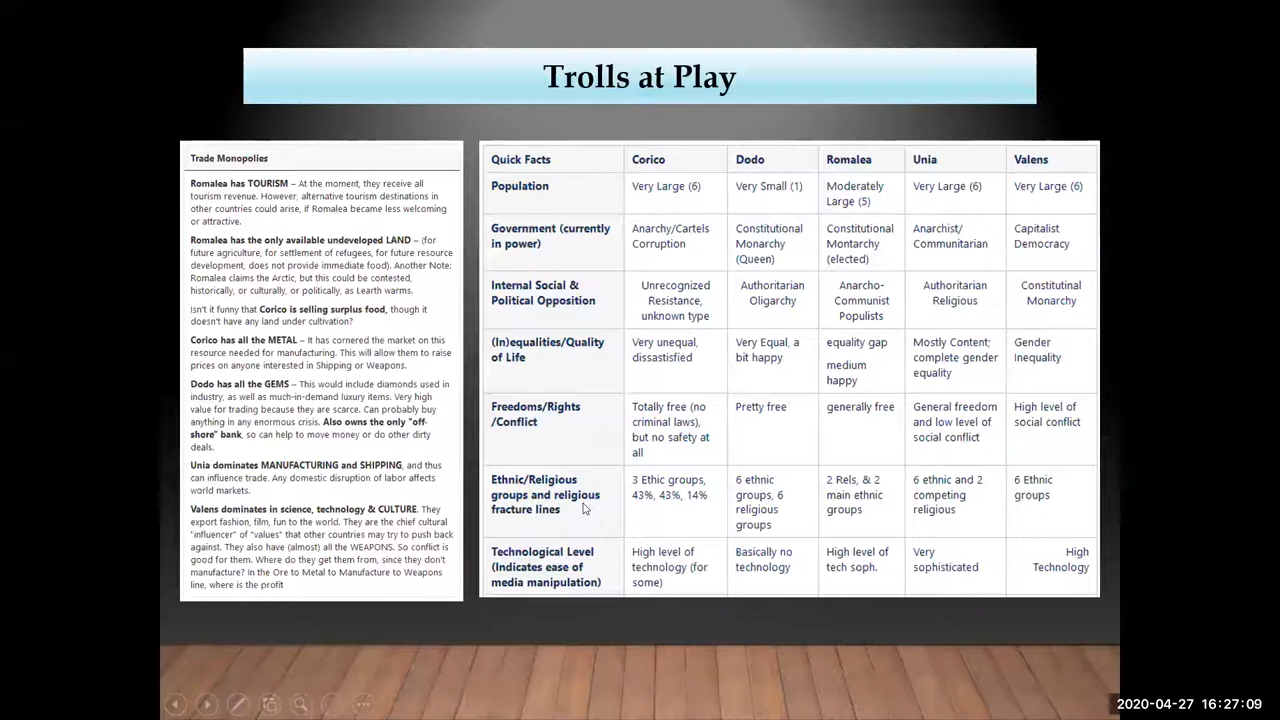 Trolls at Play
Trade Monopolies
Romalea has TOURISM – At the moment, they receive all
tourism revenue. However, alternative tourism destinations in
other countries could arise, if Romalea became less welcoming
or attractive.
Romalea has the only available undeveloped LAND – (for
future agriculture, for settlement of refugees, for future resource
development, does not provide immediate food). Another Note:
Romalea claims the Arctic, but this could be contested,
historically, or culturally, or politically, as Learth warms.
Isn't it funny that Corico is selling surplus food, though it
doesn't have any land under cultivation?
Corico has all the METAL – It has cornered the market on this
resource needed for manufacturing. This will allow them to raise
prices on anyone interested in Shipping or Weapons.
Dodo has all the GEMS – This would include diamonds used in
industry, as well as much-in-demand luxury items. Very high
value for trading because they are scarce. Can probably buy
anything in any enormous crisis. Also owns the only "off-
shore" bank, so can help to move money or do other dirty
deals.
Unia dominates MANUFACTURING and SHIPPING, and thus
can influence trade. Any domestic disruption of labor affects
world markets.
Valens dominates in science, technology & CULTURE. They
export fashion, film, fun to the world. They are the chief cultural
"influencer" of "values" that other countries may try to push back
against. They also have (almost) all the WEAPONS. So conflict is
good for them. Where do they get them from, since they don't
manufacture? In the Ore to Metal to Manufacture to Weapons
line, where is the profit
Quick Facts Corico Dodo Romalea Unia Valens
Population Very Large (6) Very Small (1) Moderately Very Large (6) Very Large (6)
Large (5)
Government (currently Anarchy/Cartels Constitutional Constitutional Anarchist/ Capitalist
in power) Corruption Monarchy Montarchy Communitarian Democracy
(Queen) (elected)
Internal Social & Unrecognized Authoritarian Anarcho- Authoritarian Constitutinal
Political Opposition Resistance, Oligarchy Communist Religious Monarchy
unknown type Populists
(In)equalities/Quality Very unequal, Very Equal, a equality gap Mostly Content; Gender
of Life dissastisfied bit happy medium complete gender Inequality
happy equality
Freedoms/Rights Totally free (no Pretty free generally free General freedom High level of
/Conflict criminal laws), and low level of social conflict
but no safety at social conflict
all
Ethnic/Religious 3 Ethic groups, 6 ethnic 2 Rels, & 2 6 ethnic and 2 6 Ethnic
groups and religious 43%, 43%, 14% groups, 6 main ethnic competing groups
fracture lines religious groups religious
groups
Technological Level High level of Basically no High level of Very High
(Indicates ease of technology (for technology tech soph. sophisticated Technology
media manipulation) some)
2020-04-27 16:27:09